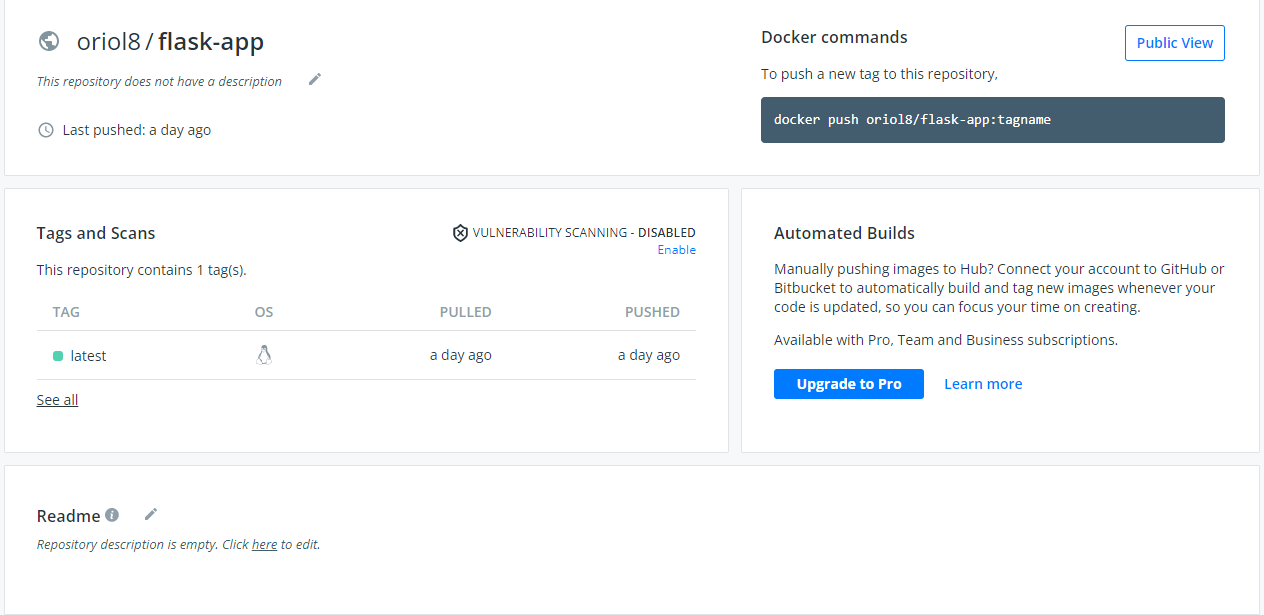 oriol8 / flask-app
This repository does not have a description
Last pushed: a day ago
Docker commands
Public View
To push a new tag to this repository,
docker push oriol8/flask-app:tagname
Tags and Scans
VULNERABILITY SCANNING - DISABLED
Enable
This repository contains 1 tag(s).
TAG OS PULLED PUSHED
latest a day ago a day ago
See all
Automated Builds
Manually pushing images to Hub? Connect your account to GitHub or
Bitbucket to automatically build and tag new images whenever your
code is updated, so you can focus your time on creating.
Available with Pro, Team and Business subscriptions.
Upgrade to Pro Learn more
Readme
Repository description is empty. Click here to edit.